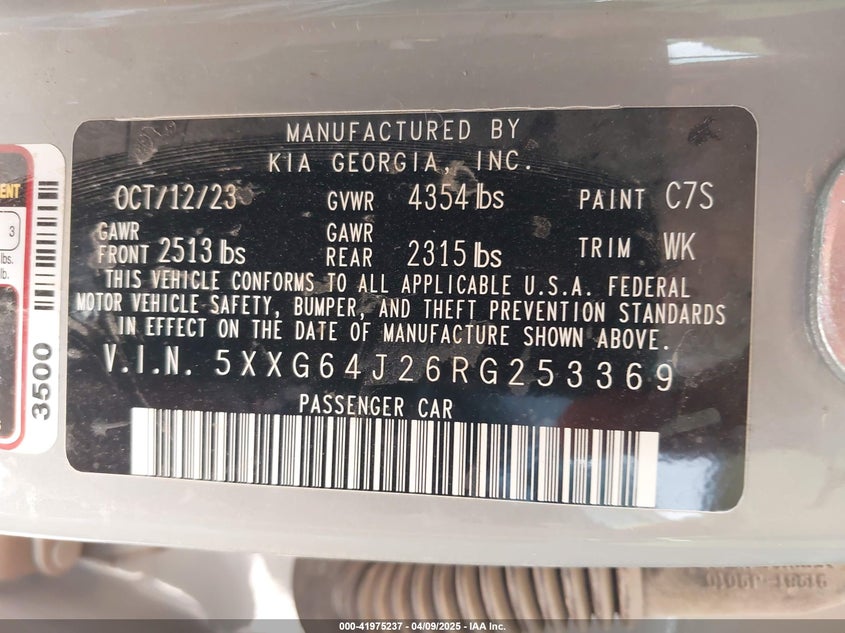 MANUFACTURED BY
KIA GEORGIA, INC.
OCT/12/23 GVWR 4354 lbs PAINT C7S
GAWR FRONT 2513 lbs GAWR REAR 2315 lbs TRIM WK
THIS VEHICLE CONFORMS TO ALL APPLICABLE U.S.A. FEDERAL
MOTOR VEHICLE SAFETY, BUMPER, AND THEFT PREVENTION STANDARDS
IN EFFECT ON THE DATE OF MANUFACTURE SHOWN ABOVE.
V.I.N. 5XXG64J26RG253369
PASSENGER CAR
3
lbs.
lb.
3500
000-41975237 - 04/09/2025 - IAA Inc.